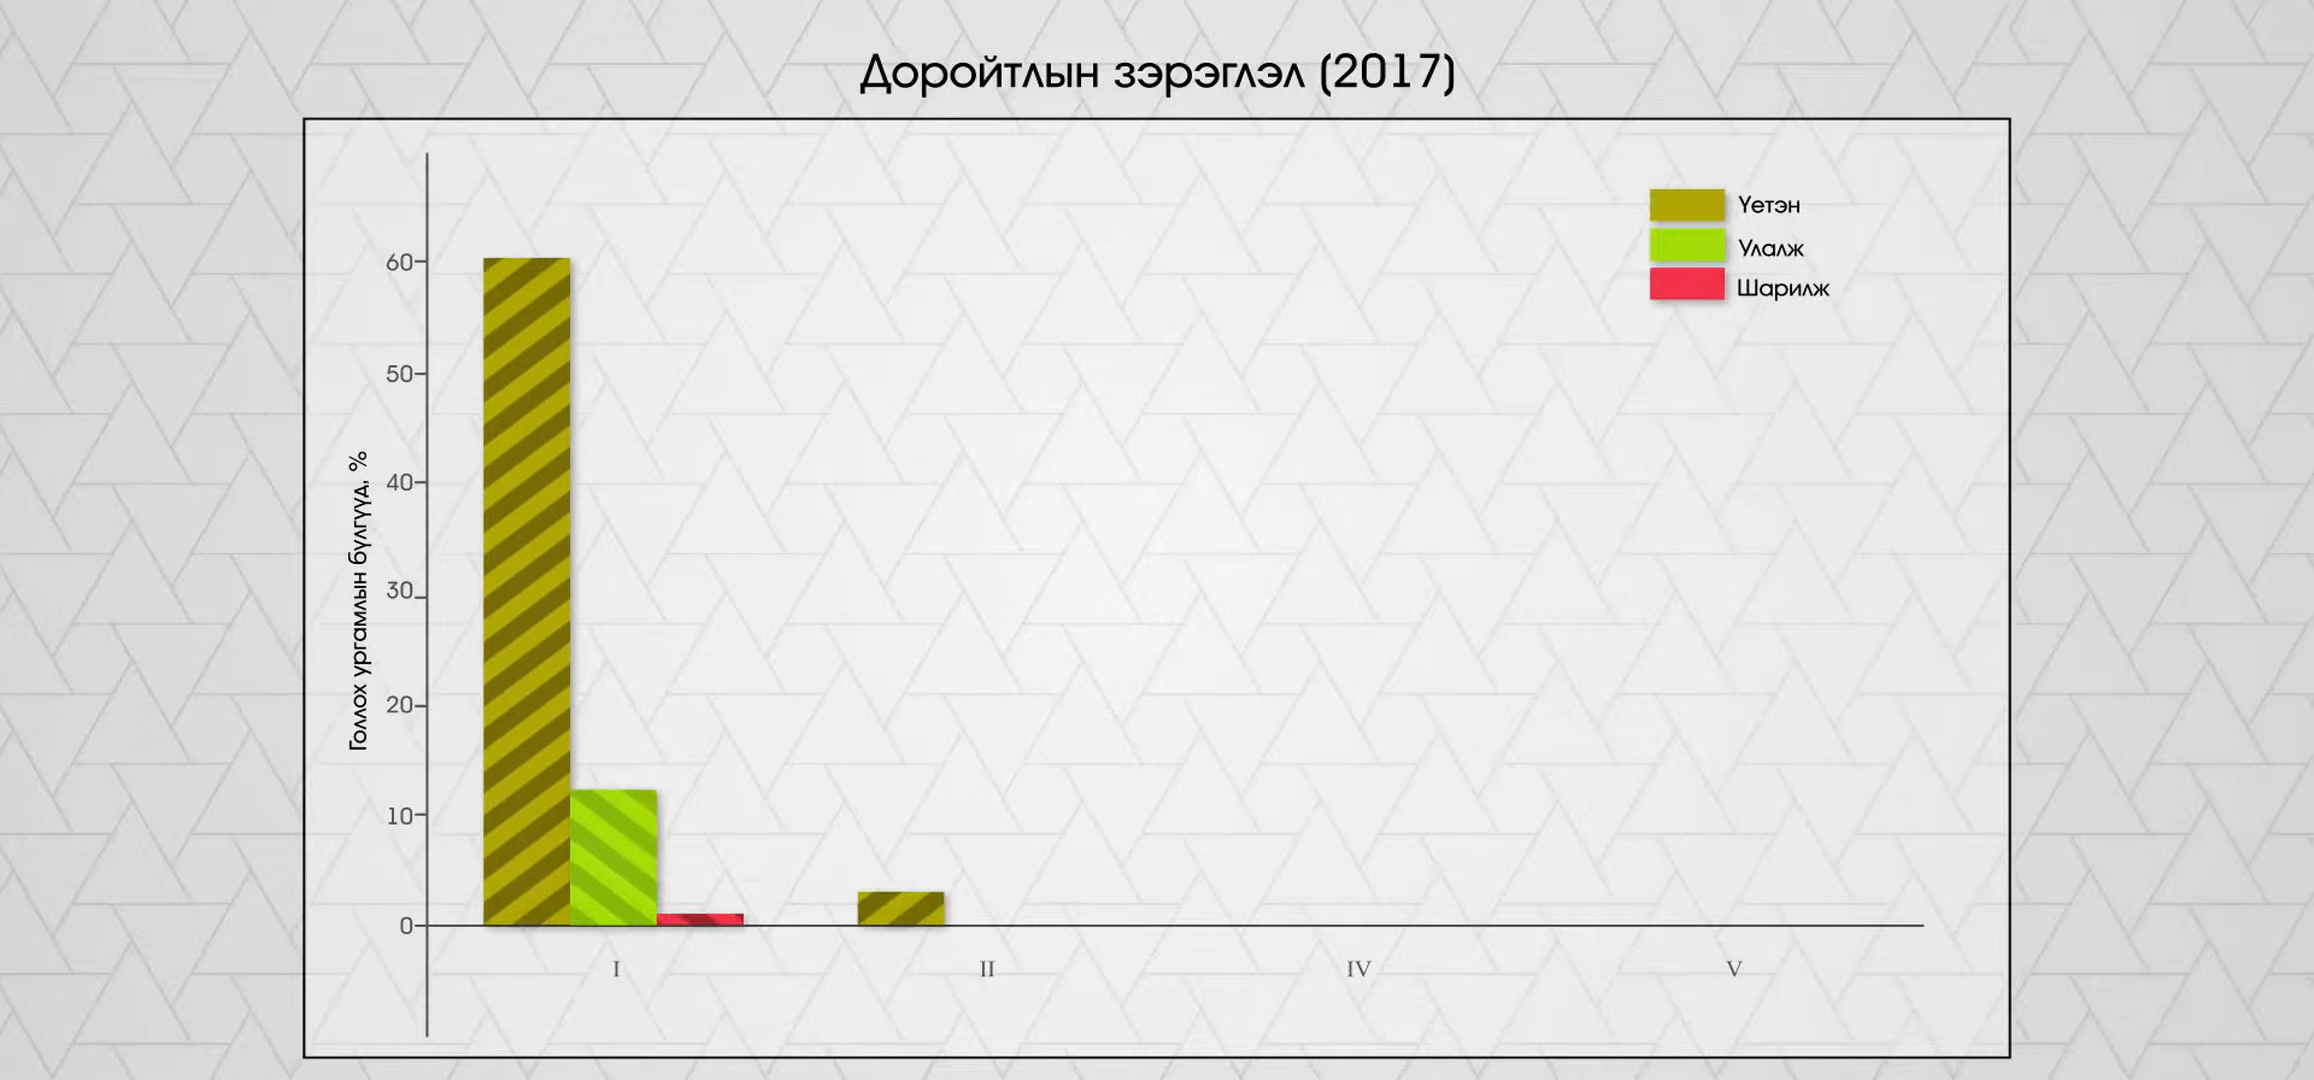 Доройтлын зэрэглэл (2017)
Үетэн
Улалж
Шарилж
Голлох ургамлын бүлгүүд, %
60
50
40
30
20
10
0
I
II
IV
V